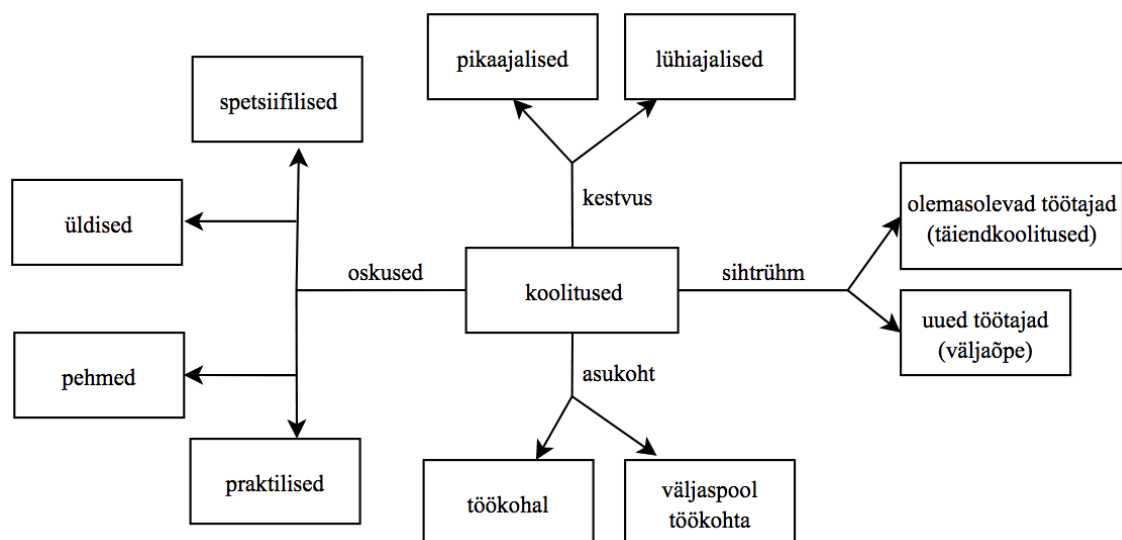 pikaajalised
lühiajalised
spetsiifilised
kestvus
üldised
olemasolevad töötajad
(täiendkoolitused)
oskused
koolitused
sihtrühm
uued töötajad
(väljaõpe)
pehmed
asukoht
praktilised
töökohal
väljaspool
töökohta